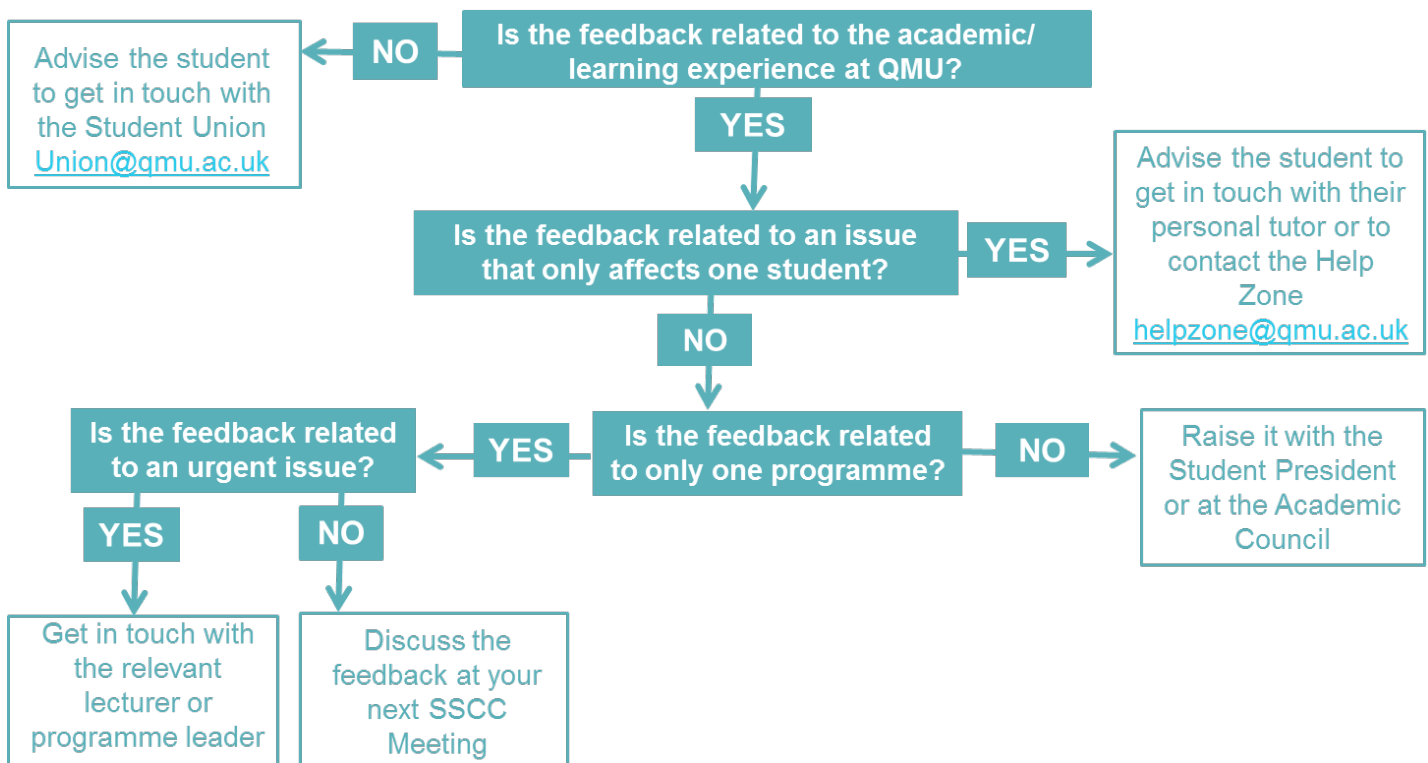 Is the feedback related to the academic/
learning experience at QMU?
NO
Advise the student
to get in touch with
the Student Union
Union@qmu.ac.uk
YES
Is the feedback related to an issue
that only affects one student?
YES
Advise the student to
get in touch with their
personal tutor or to
contact the Help
Zone
helpzone@qmu.ac.uk
NO
Is the feedback related
to only one programme?
NO
Raise it with the
Student President
or at the Academic
Council
YES
Is the feedback related
to an urgent issue?
YES
Get in touch with
the relevant
lecturer or
programme leader
NO
Discuss the
feedback at your
next SSCC
Meeting